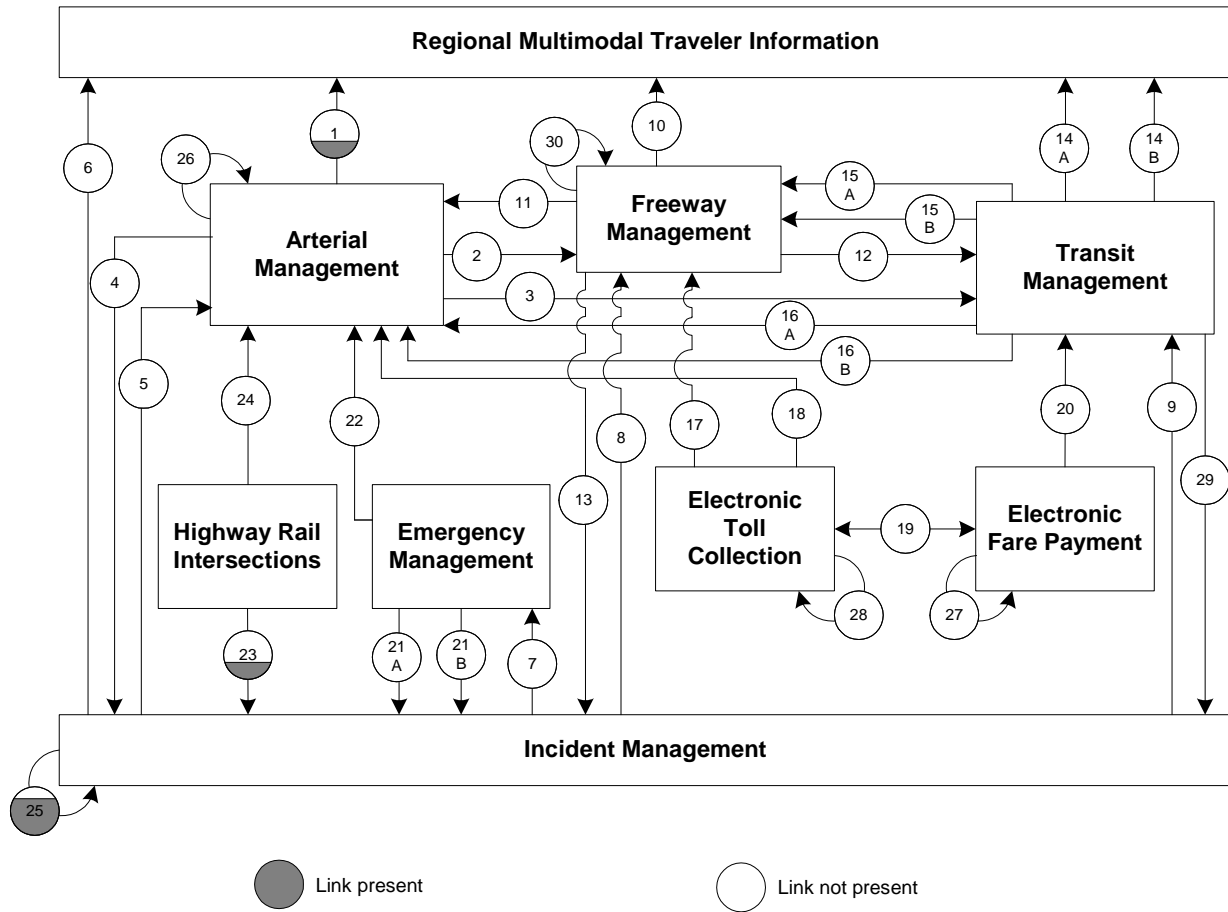 Regional Multimodal Traveler Information
1
10
30
14
A
14
B
6
26
15
A
11
15
B
Freeway
Management
Arterial
Management
Transit
Management
2
12
4
3
16
A
16
B
5
24
22
18
17
20
9
8
29
13
Highway Rail
Intersections
Emergency
Management
Electronic
Toll
Collection
19
Electronic
Fare Payment
28
27
23
21
A
21
B
7
Incident Management
25
Link present
Link not present